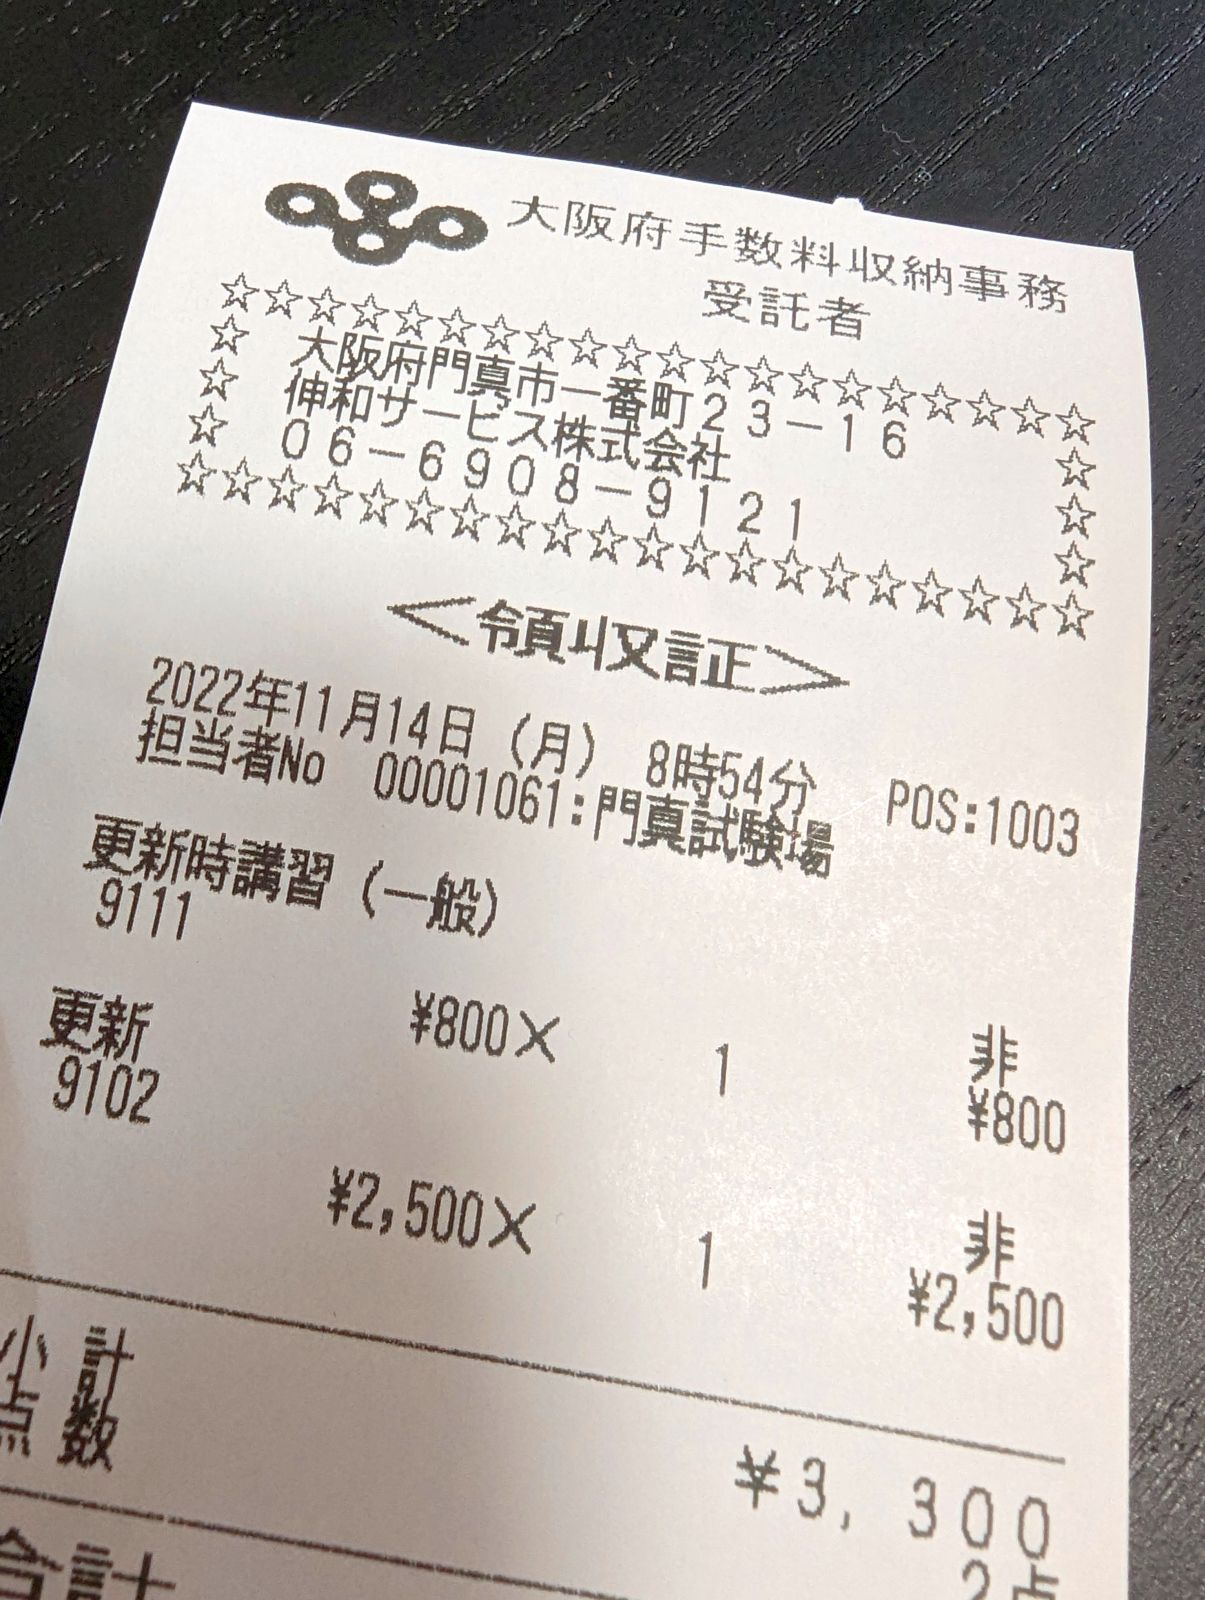 大阪府手数料収納事務
受託者
☆☆☆☆☆☆☆☆☆☆☆☆☆☆☆☆☆☆☆☆
☆ 大阪府門真市一番町23-16 ☆
☆ 伸和サービス株式会社 ☆
☆ 06-6908-9121 ☆
☆☆☆☆☆☆☆☆☆☆☆☆☆☆☆☆☆☆☆☆
<領収証>
2022年11月14日 (月) 8時54分 POS:1003
担当者No 00001061:門真試験場
更新時講習 (一般)
9111
非
¥800× 1 ¥800
更新
9102
非
¥2,500× 1 ¥2,500
小計 ¥3,300
点数 2点
合計